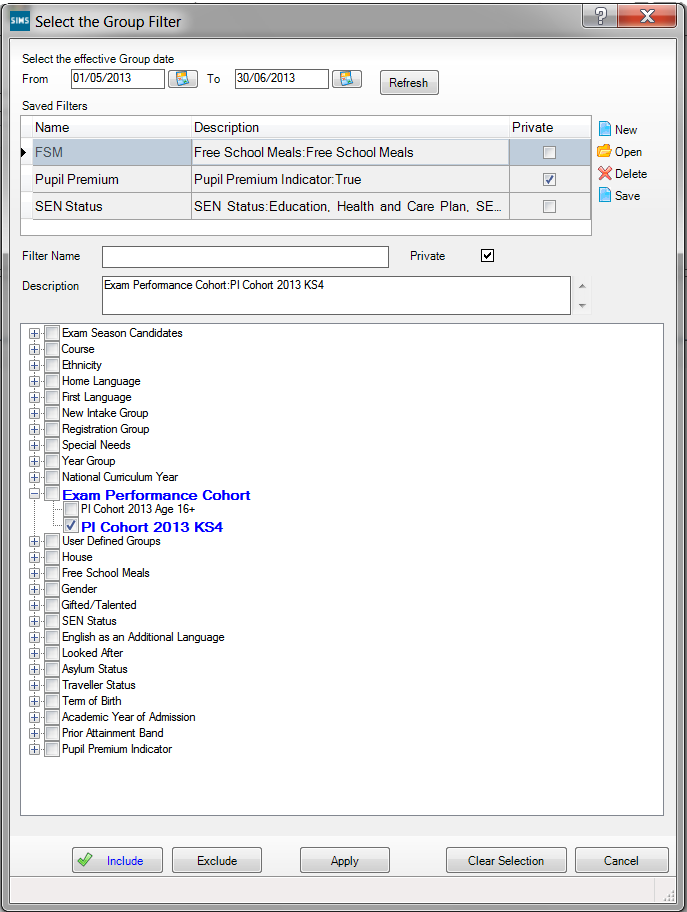 SIMS Select the Group Filter
Select the effective Group date
From 01/05/2013 To 30/06/2013 Refresh
Saved Filters
Name Description Private
FSM Free School Meals:Free School Meals
Pupil Premium Pupil Premium Indicator:True
SEN Status SEN Status:Education, Health and Care Plan, SE...
New
Open
Delete
Save
Filter Name Private
Description Exam Performance Cohort:PI Cohort 2013 KS4
Exam Season Candidates
Course
Ethnicity
Home Language
First Language
New Intake Group
Registration Group
Special Needs
Year Group
National Curriculum Year
Exam Performance Cohort
PI Cohort 2013 Age 16+
PI Cohort 2013 KS4
User Defined Groups
House
Free School Meals
Gender
Gifted/Talented
SEN Status
English as an Additional Language
Looked After
Asylum Status
Traveller Status
Term of Birth
Academic Year of Admission
Prior Attainment Band
Pupil Premium Indicator
Include Exclude Apply Clear Selection Cancel